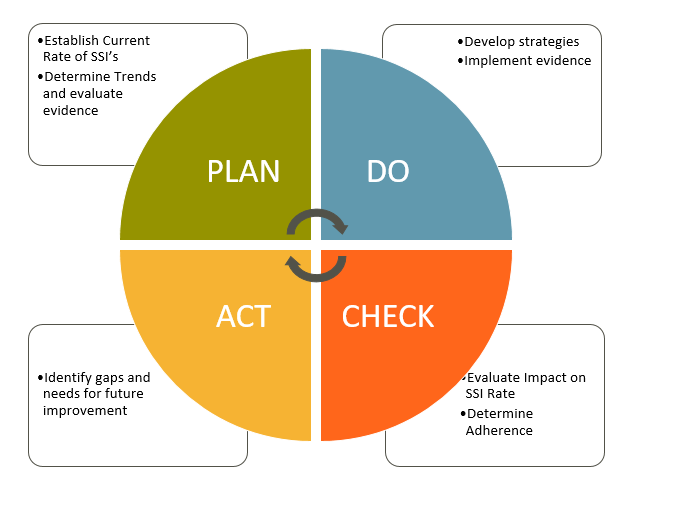 •Establish Current
Rate of SSI’s
•Determine Trends
and evaluate
evidence
•Develop strategies
•Implement evidence
PLAN
DO
ACT
CHECK
•Identify gaps and
needs for future
improvement
•Evaluate Impact on
SSI Rate
•Determine
Adherence